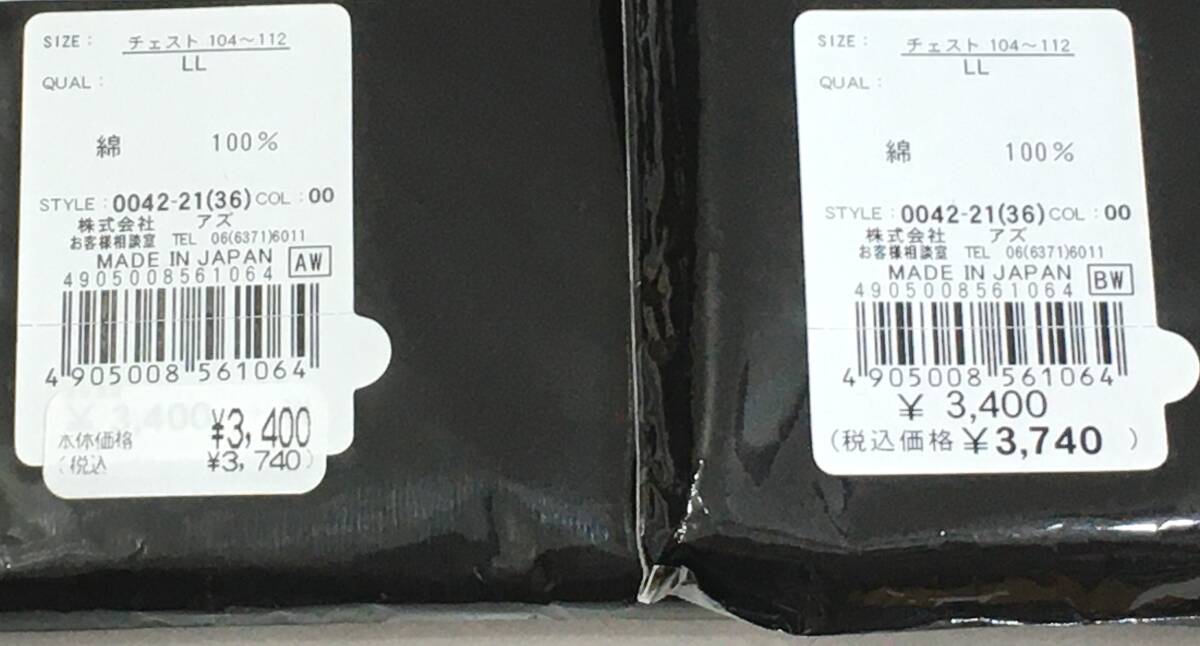 SIZE : チェスト 104〜112
LL
QUAL :
綿 100%
STYLE : 0042-21(36) COL : 00
株式会社 アズ
お客様相談室 TEL 06(6371)6011
MADE IN JAPAN AW
4905008561064
4 905008 561064
¥ 3,400
本体価格 ¥3,400
(税込 ¥3,740)
SIZE : チェスト 104〜112
LL
QUAL :
綿 100%
STYLE : 0042-21(36) COL : 00
株式会社 アズ
お客様相談室 TEL 06(6371)6011
MADE IN JAPAN BW
4905008561064
4 905008 561064
¥ 3,400
(税込価格 ¥3,740 )